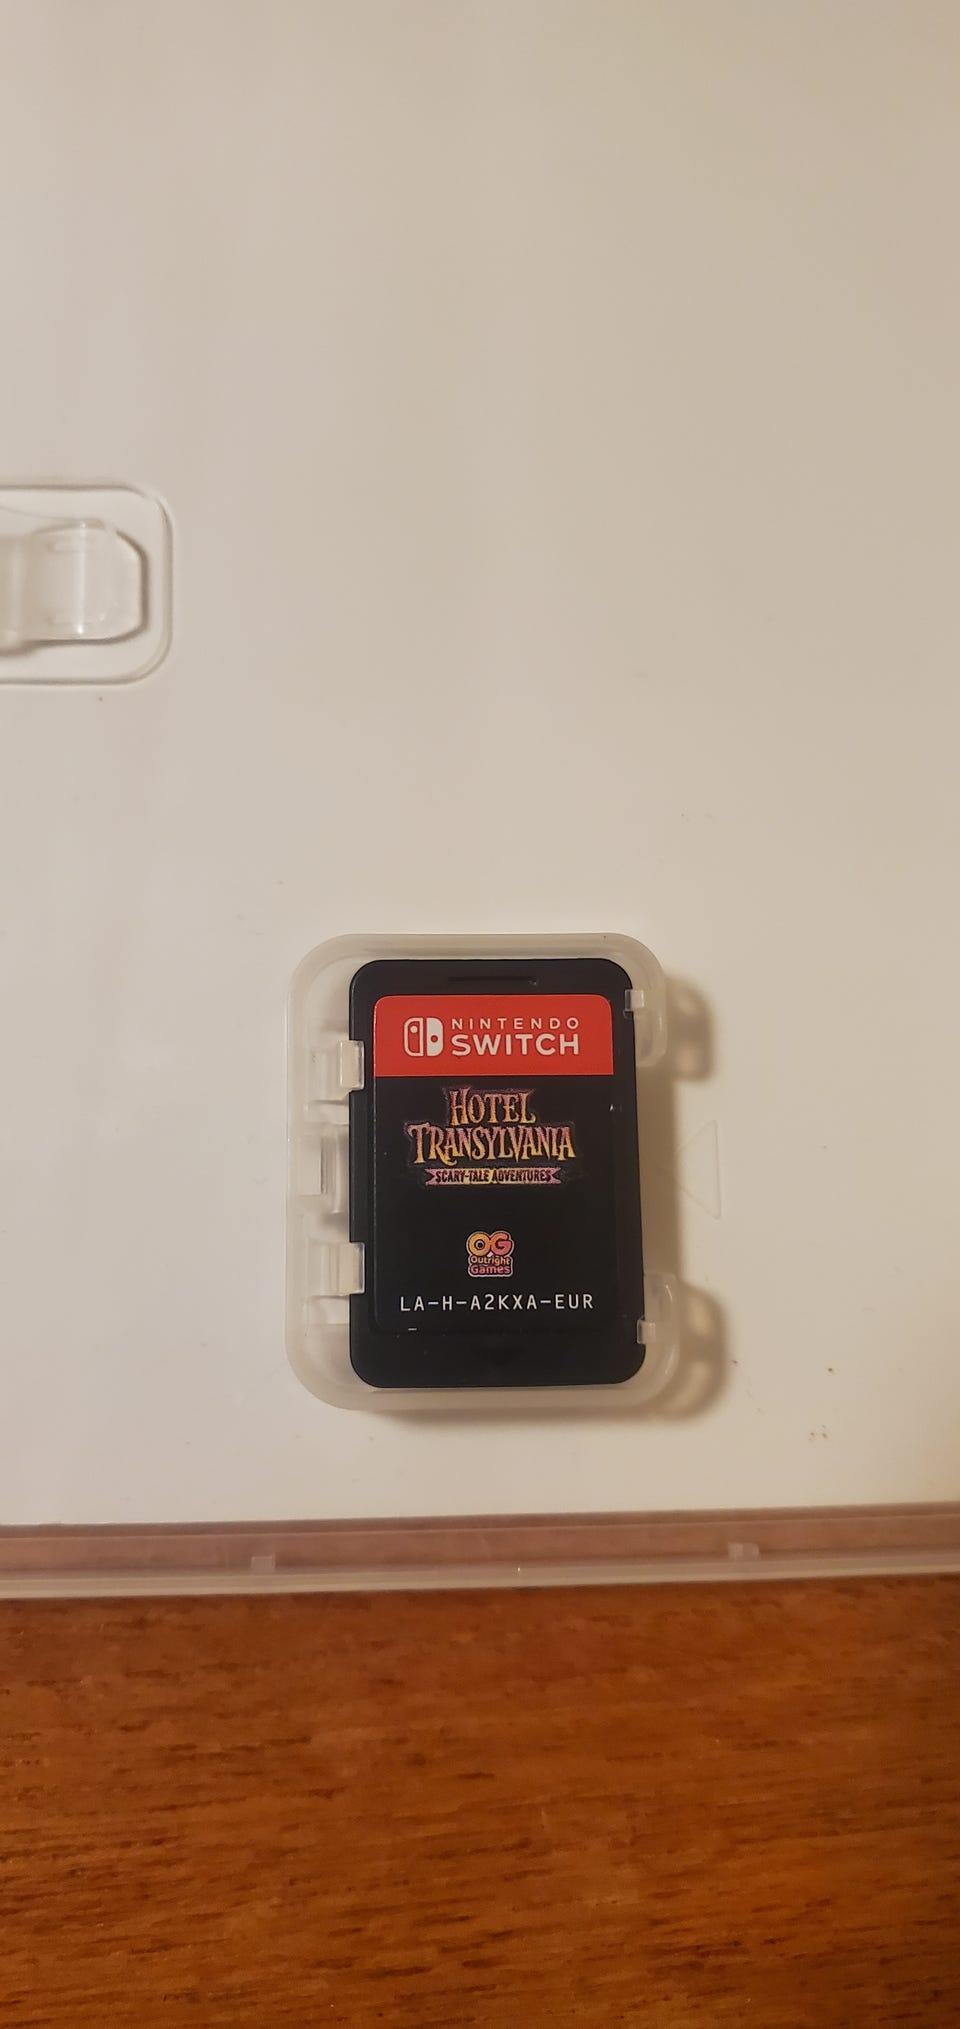 NINTENDO
SWITCH
HOTEL
TRANSYLVANIA
SCARY-TALE ADVENTURES
OG
Outright
Games
LA-H-A2KXA-EUR